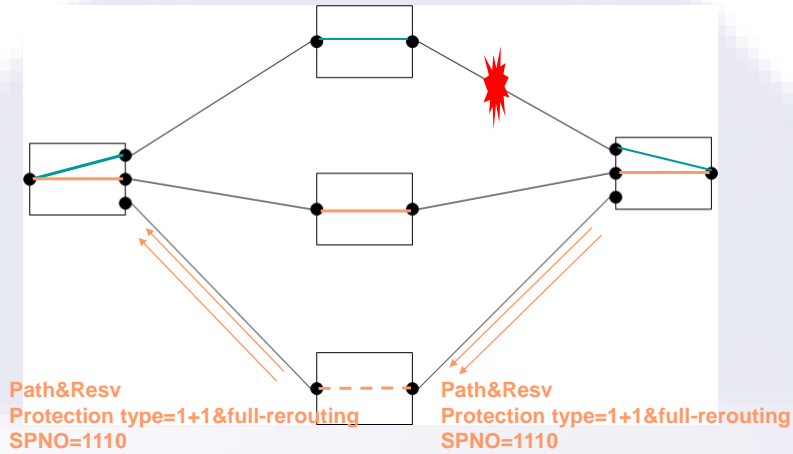 Path&Resv
Protection type=1+1&full-rerouting
SPNO=1110
Path&Resv
Protection type=1+1&full-rerouting
SPNO=1110